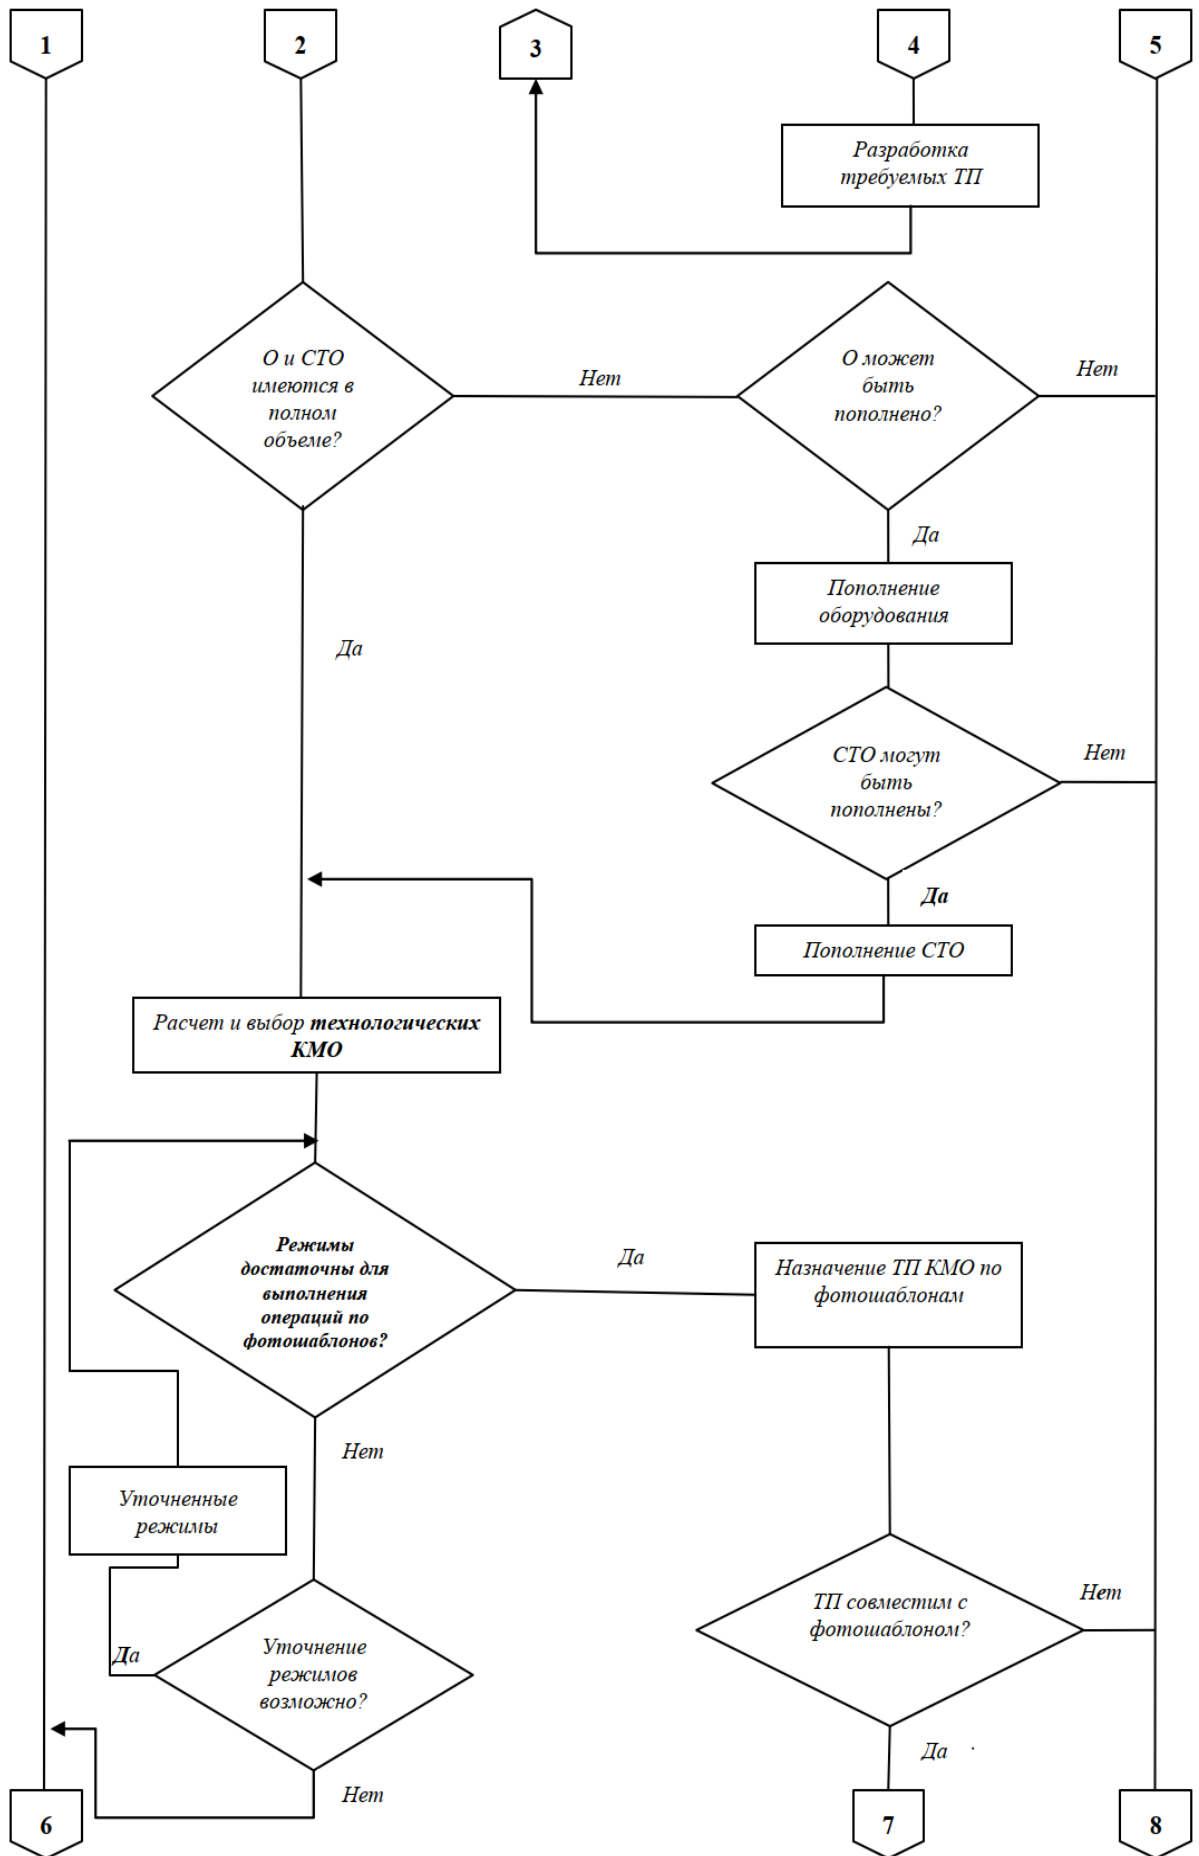 1
2
3
4
5
Разработка
требуемых ТП
О и СТО
имеются в
полном
объеме?
Нет
О может
быть
пополнено?
Нет
Да
Пополнение
оборудования
Да
СТО могут
быть
пополнены?
Нет
Да
Пополнение СТО
Расчет и выбор технологических
КМО
Режимы
достаточны для
выполнения
операций по
фотошаблонов?
Да
Назначение ТП КМО по
фотошаблонам
Нет
Уточненные
режимы
ТП совместим с
фотошаблоном?
Нет
Уточнение
режимов
возможно?
Да
Да
Нет
6
7
8